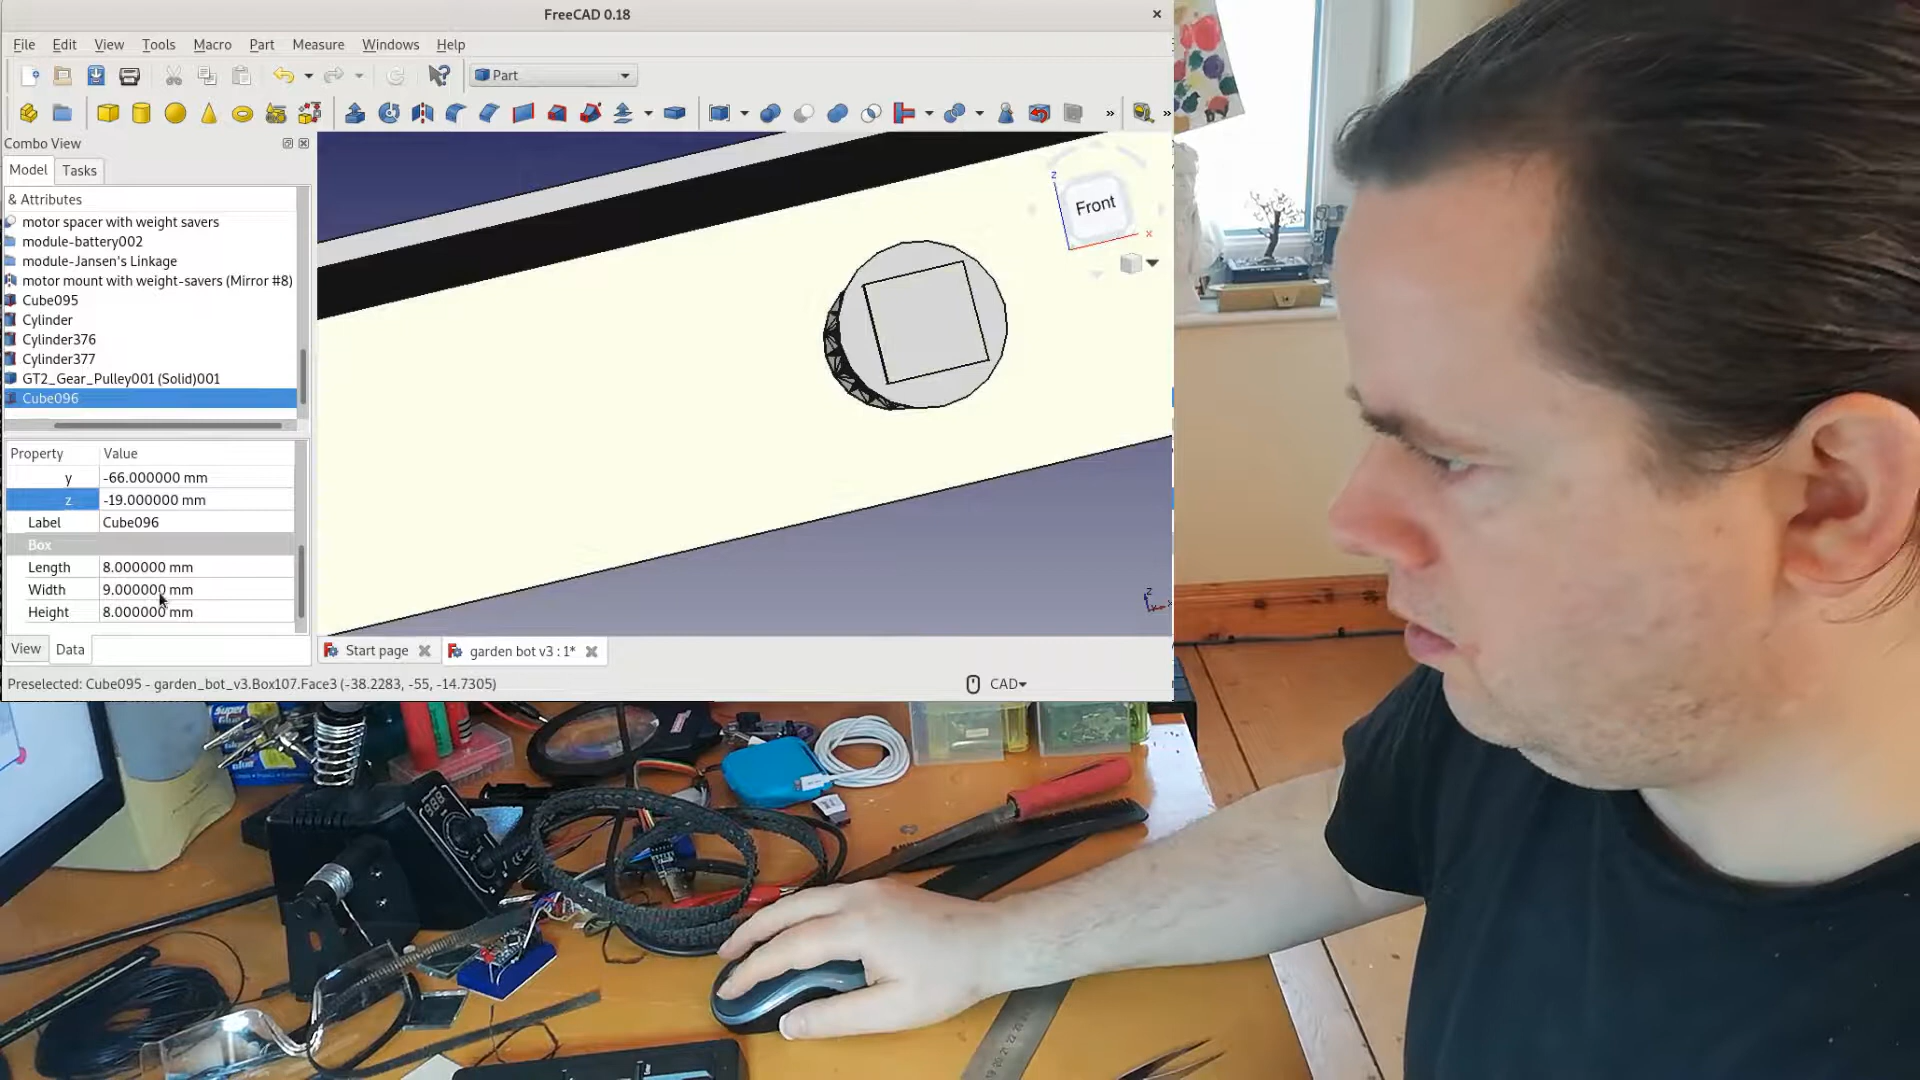 FreeCAD 0.18
File Edit View Tools Macro Part Measure Windows Help
Part
Combo View
Model Tasks
& Attributes
motor spacer with weight savers
module-battery002
module-Jansen's Linkage
motor mount with weight-savers (Mirror #8)
Cube095
Cylinder
Cylinder376
Cylinder377
GT2_Gear_Pulley001 (Solid)001
Cube096
Property Value
y -66.000000 mm
z -19.000000 mm
Label Cube096
Box
Length 8.000000 mm
Width 9.000000 mm
Height 8.000000 mm
View Data
z
Front
x
z
x
Start page
garden bot v3 : 1*
Preselected: Cube095 - garden_bot_v3.Box107.Face3 (-38.2283, -55, -14.7305)
CAD
Super
Glue
888